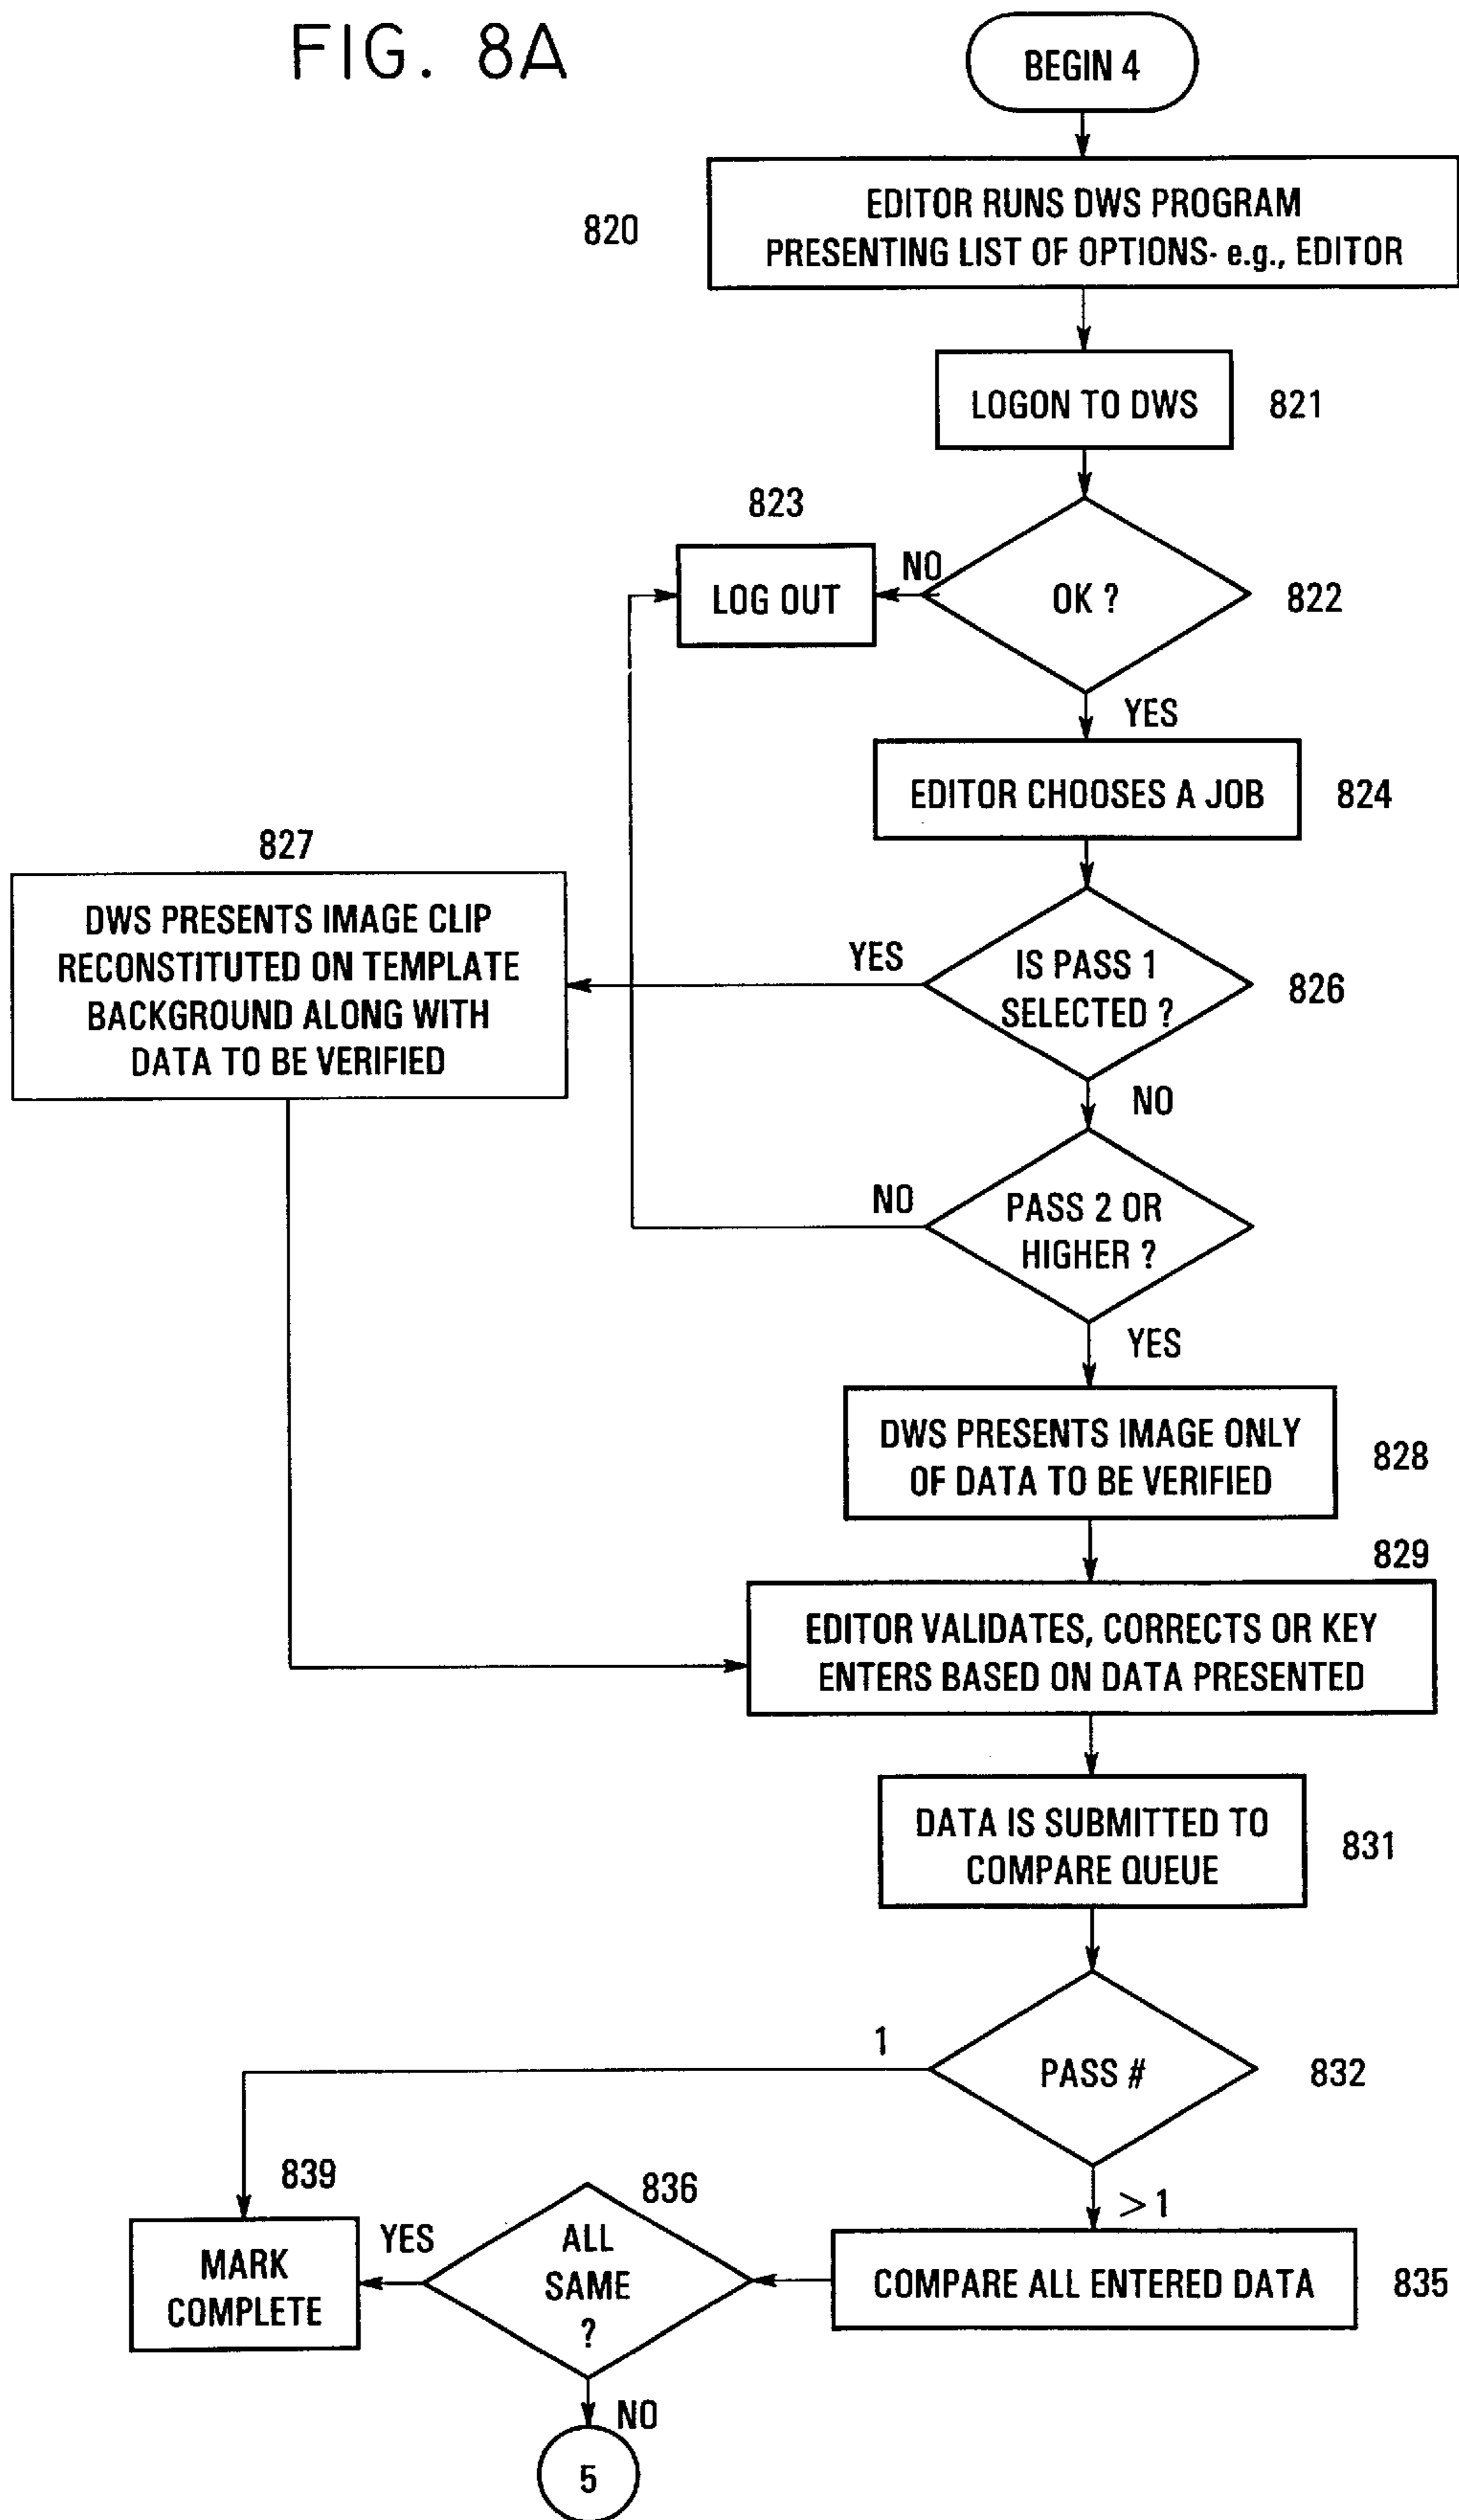 FIG. 8A
BEGIN 4
820
EDITOR RUNS DWS PROGRAM
PRESENTING LIST OF OPTIONS- e.g., EDITOR
LOGON TO DWS
821
823
LOG OUT
NO
OK ?
822
YES
EDITOR CHOOSES A JOB
824
827
DWS PRESENTS IMAGE CLIP
RECONSTITUTED ON TEMPLATE
BACKGROUND ALONG WITH
DATA TO BE VERIFIED
YES
IS PASS 1
SELECTED ?
826
NO
NO
PASS 2 OR
HIGHER ?
YES
DWS PRESENTS IMAGE ONLY
OF DATA TO BE VERIFIED
828
829
EDITOR VALIDATES, CORRECTS OR KEY
ENTERS BASED ON DATA PRESENTED
DATA IS SUBMITTED TO
COMPARE QUEUE
831
1
PASS #
832
>1
COMPARE ALL ENTERED DATA
835
836
ALL
SAME
?
YES
839
MARK
COMPLETE
NO
5